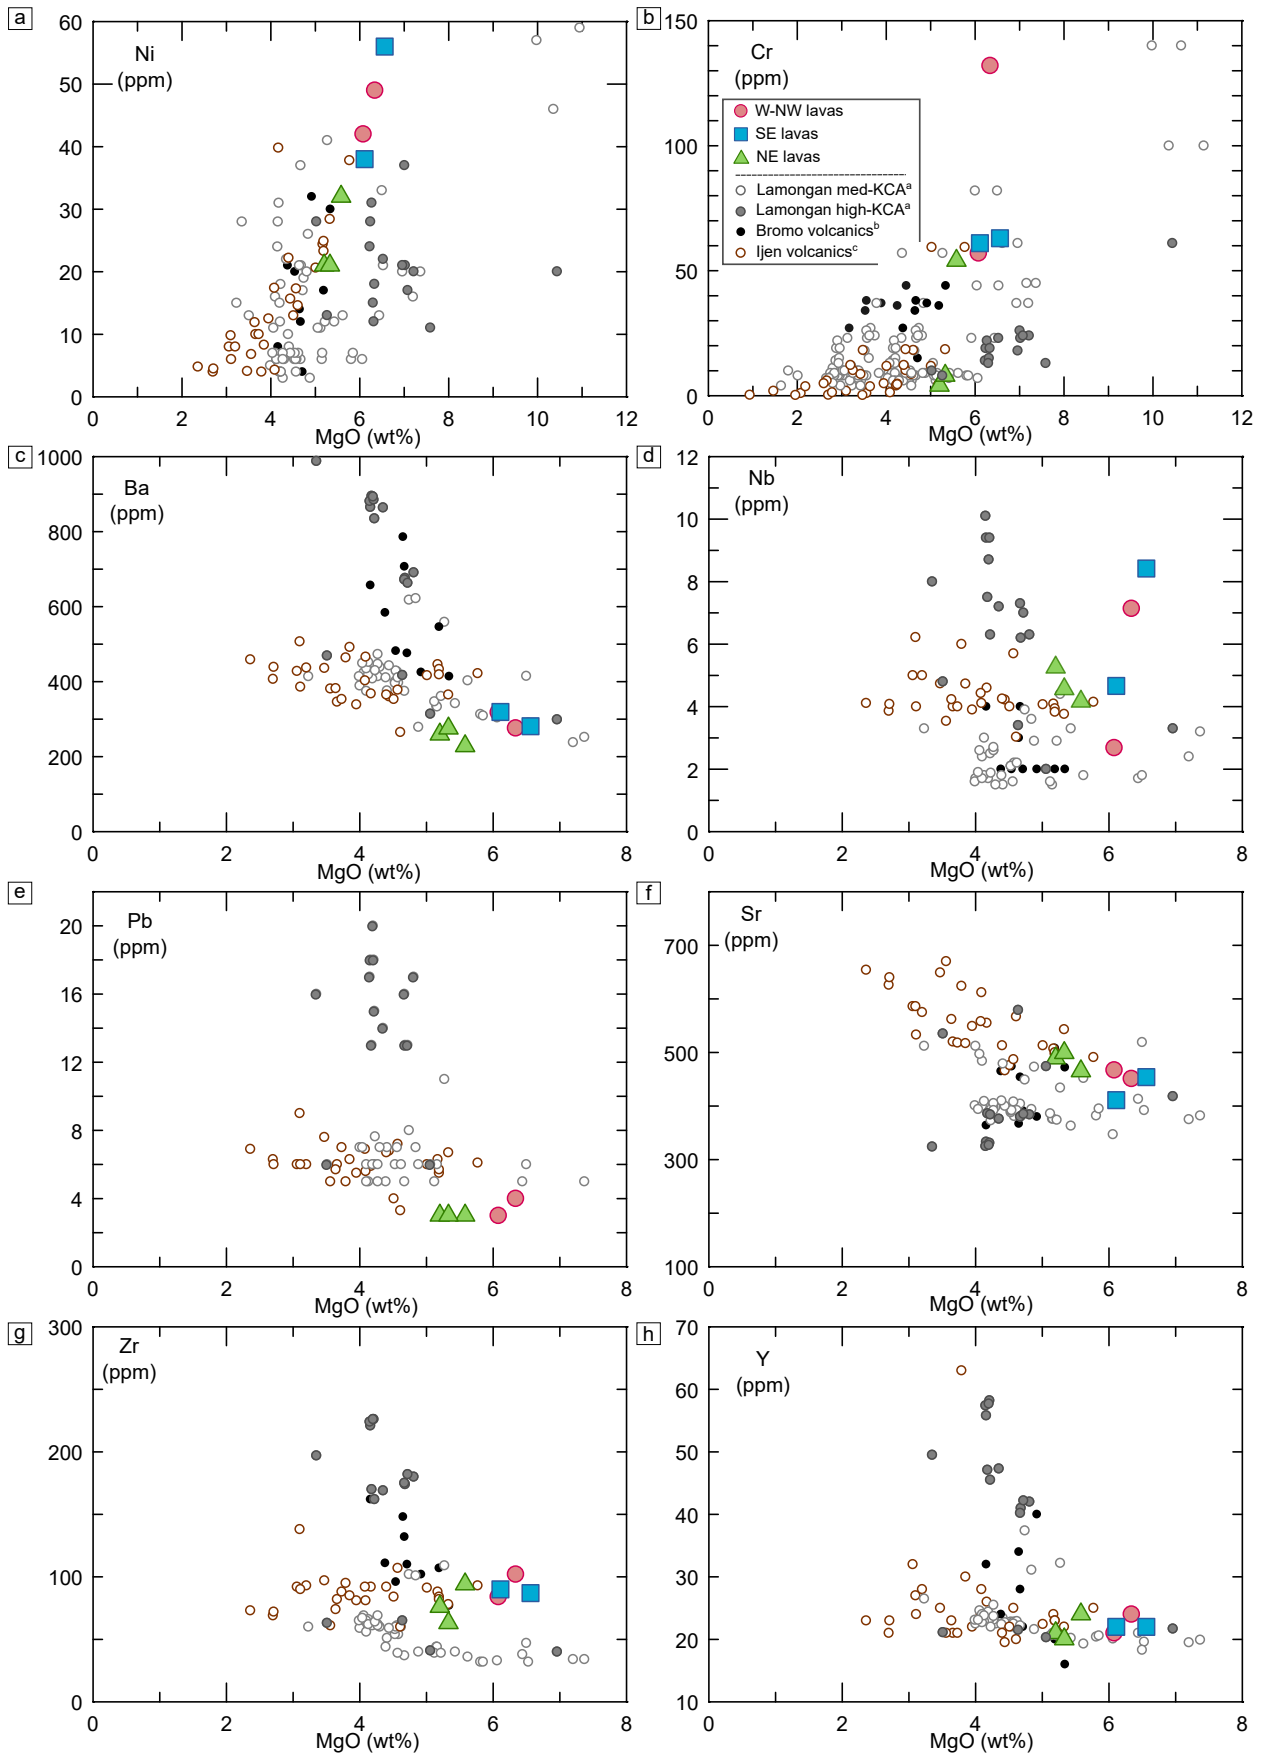 a
Ni
(ppm)
60
50
40
30
20
10
0
0
2
4
6
8
10
12
MgO (wt%)
b
Cr
(ppm)
150
100
50
0
0
2
4
6
8
10
12
MgO (wt%)
W-NW lavas
SE lavas
NE lavas
Lamongan med-KCAa
Lamongan high-KCAa
Bromo volcanicsb
Ijen volcanicsc
c
Ba
(ppm)
1000
800
600
400
200
0
0
2
4
6
8
MgO (wt%)
d
Nb
(ppm)
12
10
8
6
4
2
0
0
2
4
6
8
MgO (wt%)
e
Pb
(ppm)
20
16
12
8
4
0
0
2
4
6
8
MgO (wt%)
f
Sr
(ppm)
700
500
300
100
0
2
4
6
8
MgO (wt%)
g
Zr
(ppm)
300
200
100
0
0
2
4
6
8
MgO (wt%)
h
Y
(ppm)
70
60
50
40
30
20
10
0
2
4
6
8
MgO (wt%)